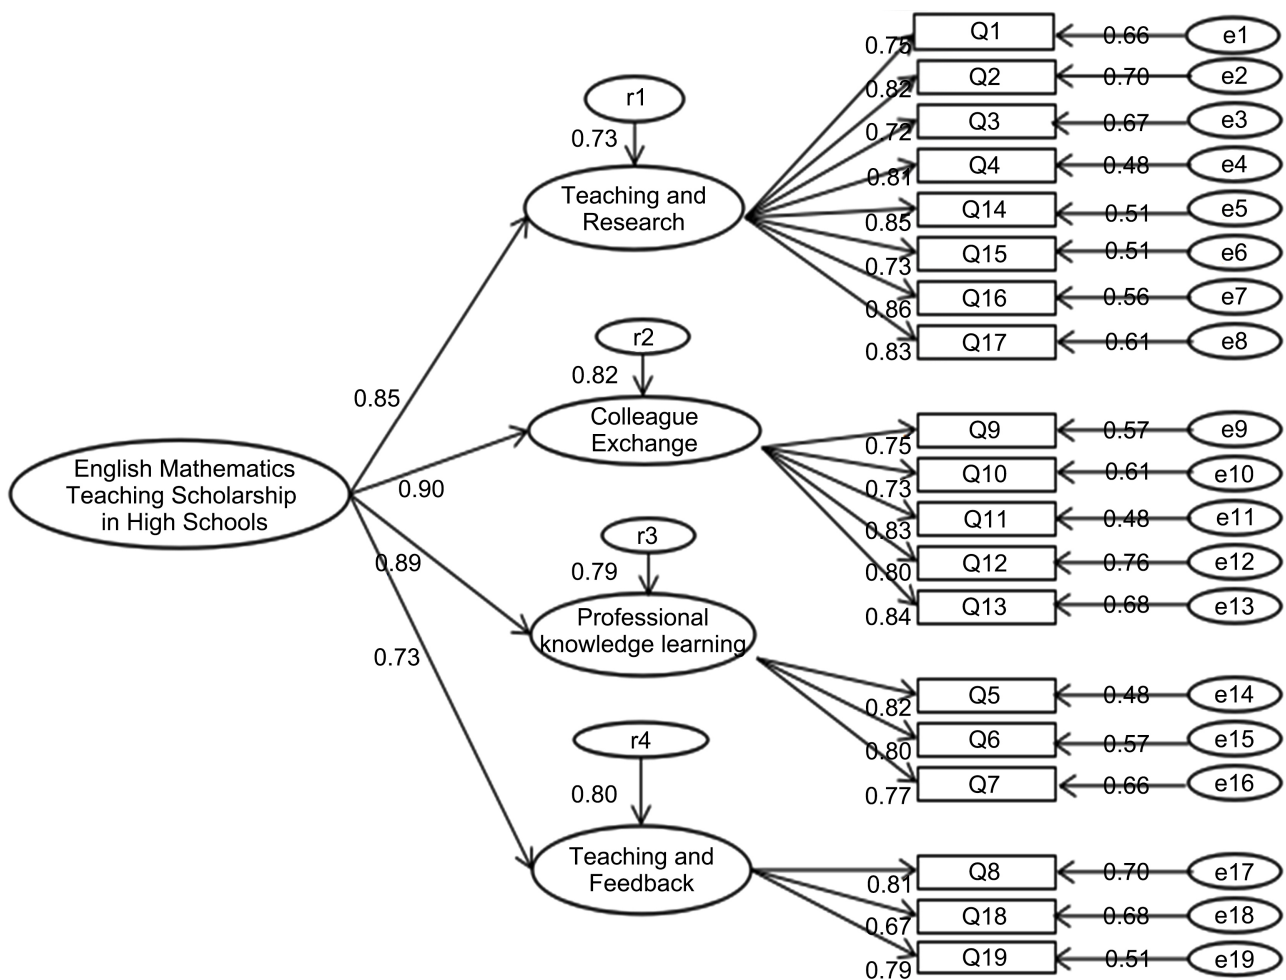 Q1
0.75
0.66
e1
Q2
0.82
0.70
e2
r1
Q3
0.72
0.67
e3
0.73
Q4
0.81
0.48
e4
Teaching and
Research
Q14
0.85
0.51
e5
Q15
0.73
0.51
e6
Q16
0.86
0.56
e7
r2
Q17
0.83
0.61
e8
0.82
0.85
Colleague
Exchange
Q9
0.75
0.57
e9
Q10
0.73
0.61
e10
English Mathematics
Teaching Scholarship
in High Schools
0.90
Q11
0.83
0.48
e11
r3
Q12
0.80
0.76
e12
0.89
0.79
Q13
0.84
0.68
e13
Professional
knowledge learning
0.73
Q5
0.82
0.48
e14
r4
Q6
0.80
0.57
e15
Q7
0.77
0.66
e16
0.80
Teaching and
Feedback
Q8
0.81
0.70
e17
Q18
0.67
0.68
e18
Q19
0.79
0.51
e19